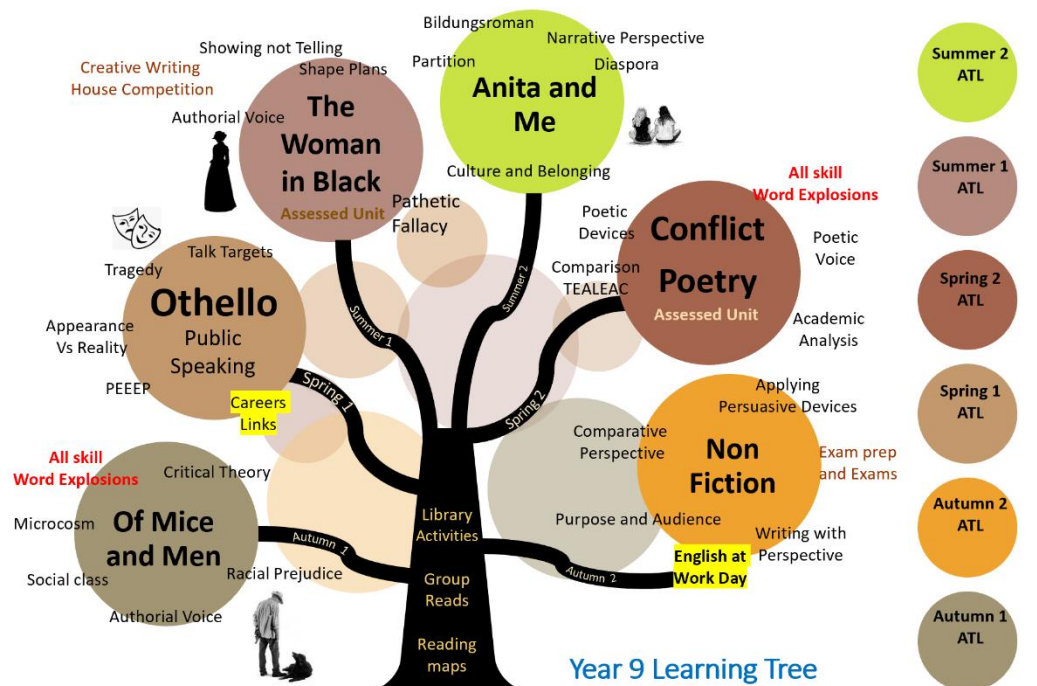 Bildungsroman
Narrative Perspective
Partition
Diaspora
Anita and
Me
Culture and Belonging
Showing not Telling
Shape Plans
Creative Writing
House Competition
The
Woman
in Black
Authorial Voice
Assessed Unit
Pathetic
Fallacy
All skill
Word Explosions
Poetic
Devices
Conflict
Poetry
Poetic
Voice
Comparison
TEALEAC
Assessed Unit
Academic
Analysis
Talk Targets
Tragedy
Othello
Public
Speaking
Appearance
Vs Reality
PEEEP
Careers
Links
Summer 1
Summer 2
Spring 1
Spring 2
Applying
Persuasive Devices
Comparative
Perspective
Non
Fiction
Exam prep
and Exams
Purpose and Audience
Writing with
Perspective
English at
Work Day
All skill
Word Explosions
Critical Theory
Microcosm
Of Mice
and Men
Social class
Racial Prejudice
Authorial Voice
Autumn 1
Autumn 2
Library
Activities
Group
Reads
Reading
maps
Year 9 Learning Tree
Summer 2
ATL
Summer 1
ATL
Spring 2
ATL
Spring 1
ATL
Autumn 2
ATL
Autumn 1
ATL